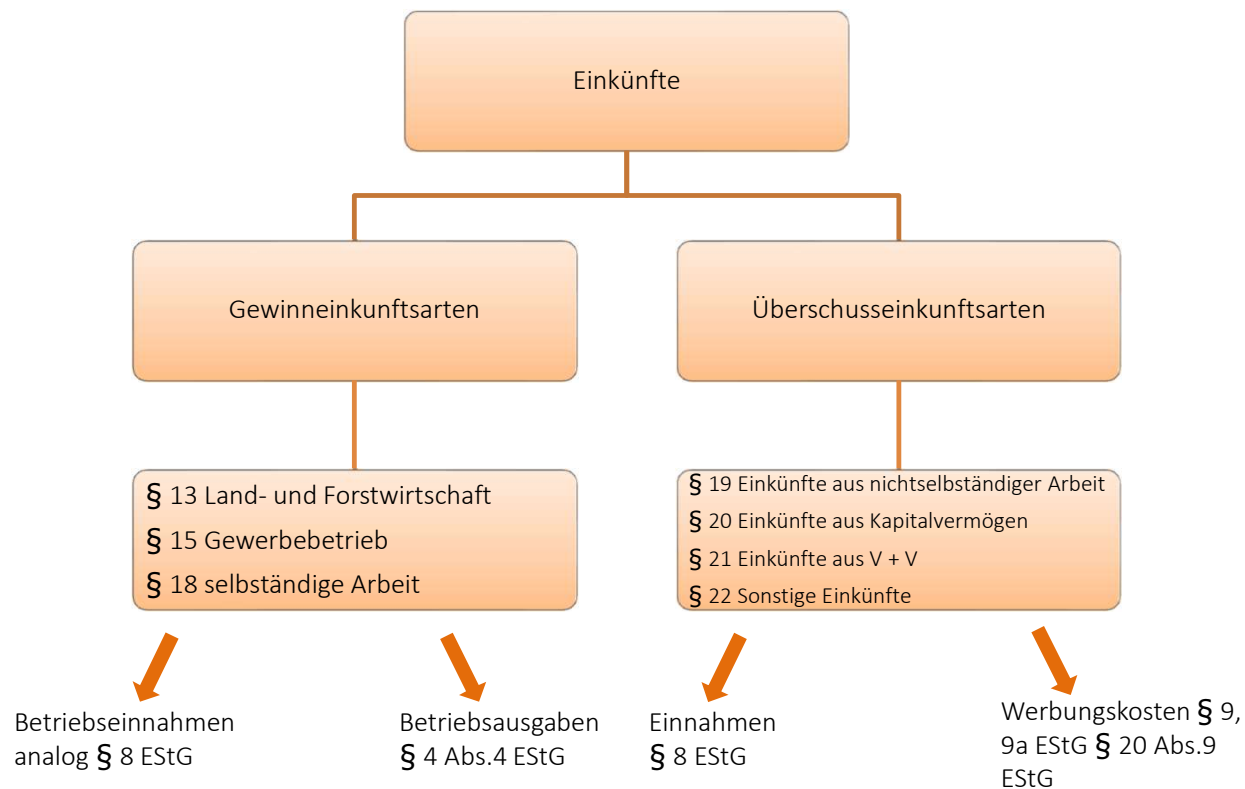 Einkünfte
Gewinneinkunftsarten
Überschusseinkunftsarten
§ 13 Land- und Forstwirtschaft
§ 15 Gewerbebetrieb
§ 18 selbständige Arbeit
§ 19 Einkünfte aus nichtselbständiger Arbeit
§ 20 Einkünfte aus Kapitalvermögen
§ 21 Einkünfte aus V + V
§ 22 Sonstige Einkünfte
Betriebseinnahmen
analog § 8 EStG
Betriebsausgaben
§ 4 Abs.4 EStG
Einnahmen
§ 8 EStG
Werbungskosten § 9,
9a EStG § 20 Abs.9
EStG